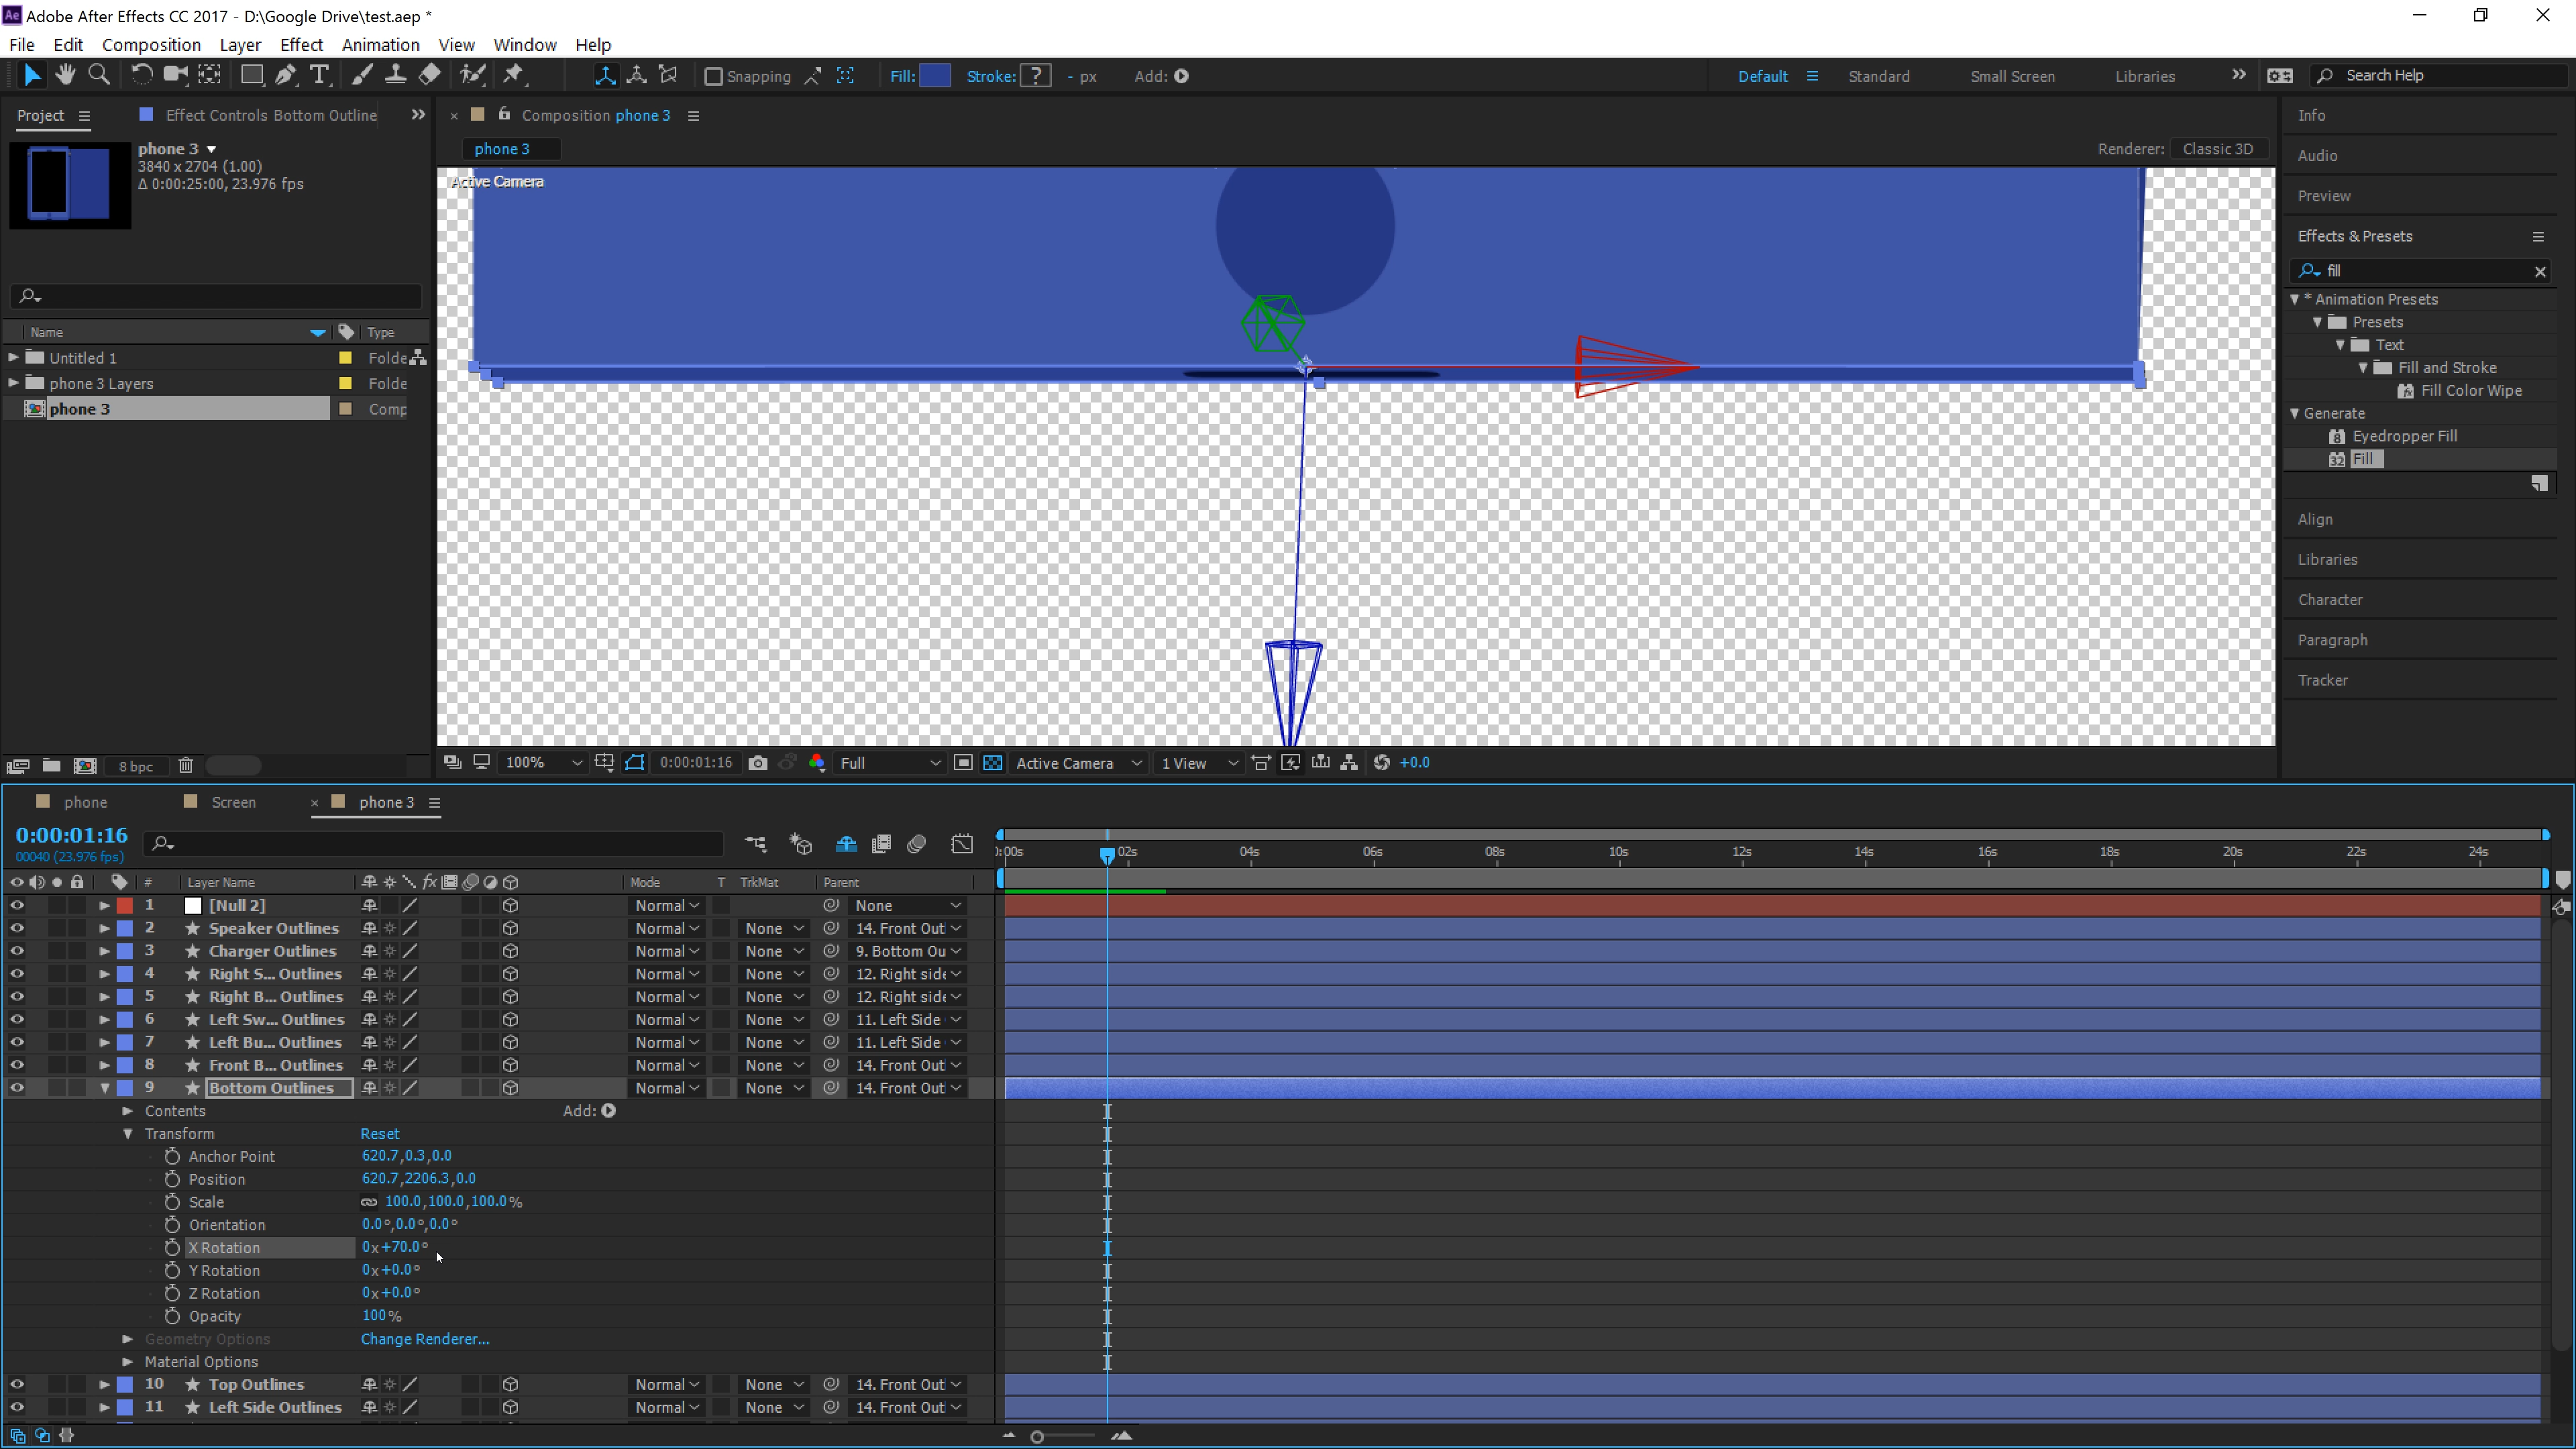 Adobe After Effects CC 2017 - D:\Google Drive\test.aep *
File Edit Composition Layer Effect Animation View Window Help
Snapping Fill: Stroke: ? - px Add: Default Standard Small Screen Libraries Search Help
Project Effect Controls Bottom Outline
Composition phone 3
phone 3
Renderer: Classic 3D
phone 3
3840 x 2704 (1.00)
Δ 0:00:25:00, 23.976 fps
Name Type
Untitled 1 Folde
phone 3 Layers Folde
phone 3 Comp
8 bpc
Active Camera
100% 0:00:01:16 Full Active Camera 1 View +0.0
Info
Audio
Preview
Effects & Presets
fill
* Animation Presets
Presets
Text
Fill and Stroke
Fill Color Wipe
Generate
Eyedropper Fill
Fill
Align
Libraries
Character
Paragraph
Tracker
phone Screen phone 3
0:00:01:16
00040 (23.976 fps)
):00s 02s 04s 06s 08s 10s 12s 14s 16s 18s 20s 22s 24s
# Layer Name fx Mode T TrkMat Parent
1 [Null 2] Normal None
2 Speaker Outlines Normal None 14. Front Out
3 Charger Outlines Normal None 9. Bottom Ou
4 Right S... Outlines Normal None 12. Right side
5 Right B... Outlines Normal None 12. Right side
6 Left Sw... Outlines Normal None 11. Left Side
7 Left Bu... Outlines Normal None 11. Left Side
8 Front B... Outlines Normal None 14. Front Out
9 Bottom Outlines Normal None 14. Front Out
Contents Add:
Transform Reset
Anchor Point 620.7,0.3,0.0
Position 620.7,2206.3,0.0
Scale 100.0,100.0,100.0%
Orientation 0.0°,0.0°,0.0°
X Rotation 0x+70.0°
Y Rotation 0x+0.0°
Z Rotation 0x+0.0°
Opacity 100%
Geometry Options Change Renderer...
Material Options
10 Top Outlines Normal None 14. Front Out
11 Left Side Outlines Normal None 14. Front Out